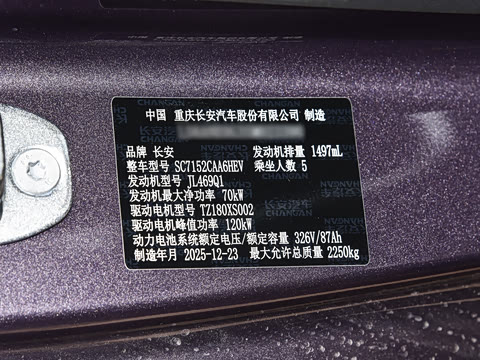 中国 重庆长安汽车股份有限公司 制造
品牌 长安 发动机排量 1497mL
整车型号 SC7152CAA6HEV 乘坐人数 5
发动机型号 JL469Q1
发动机最大净功率 70kW
驱动电机型号 TZ180XS002
驱动电机峰值功率 120kW
动力电池系统额定电压/额定容量 326V/87Ah
制造年月 2025-12-23 最大允许总质量 2250kg